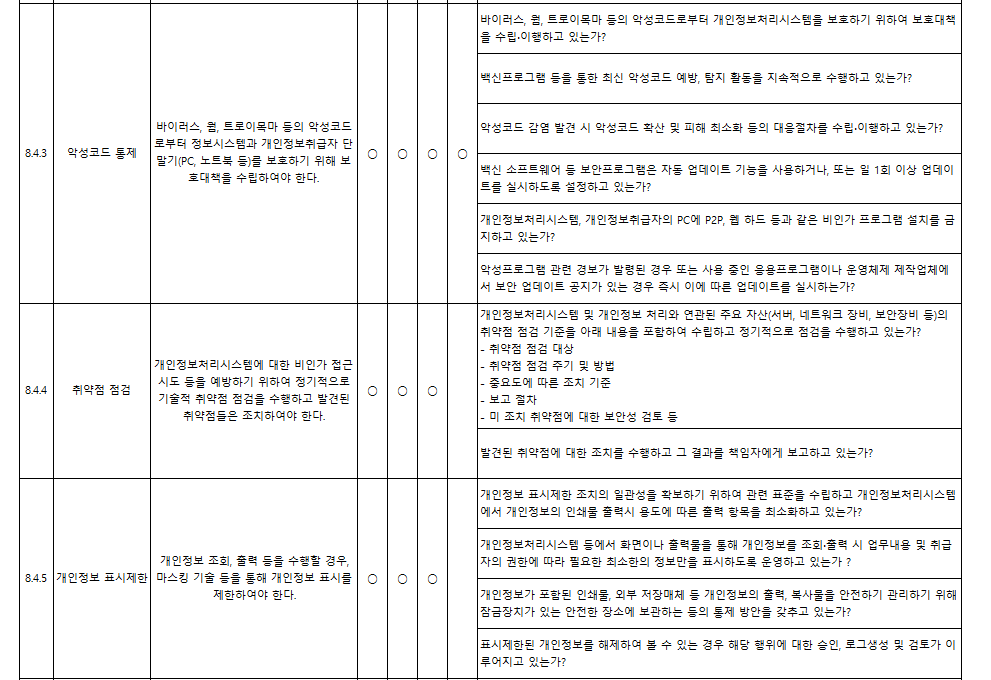 바이러스, 웜, 트로이목마 등의 악성코드로부터 개인정보처리시스템을 보호하기 위하여 보호대책
을 수립·이행하고 있는가?
백신프로그램 등을 통한 최신 악성코드 예방, 탐지 활동을 지속적으로 수행하고 있는가?
악성코드 감염 발견 시 악성코드 확산 및 피해 최소화 등의 대응절차를 수립·이행하고 있는가?
8.4.3
악성코드 통제
바이러스, 웜, 트로이목마 등의 악성코드
로부터 정보시스템과 개인정보취급자 단
말기(PC, 노트북 등)를 보호하기 위해 보
호대책을 수립하여야 한다.
○ ○ ○ ○
백신 소프트웨어 등 보안프로그램은 자동 업데이트 기능을 사용하거나, 또는 일 1회 이상 업데이
트를 실시하도록 설정하고 있는가?
개인정보처리시스템, 개인정보취급자의 PC에 P2P, 웹 하드 등과 같은 비인가 프로그램 설치를 금
지하고 있는가?
악성프로그램 관련 경보가 발령된 경우 또는 사용 중인 응용프로그램이나 운영체제 제작업체에
서 보안 업데이트 공지가 있는 경우 즉시 이에 따른 업데이트를 실시하는가?
8.4.4
취약점 점검
개인정보처리시스템에 대한 비인가 접근
시도 등을 예방하기 위하여 정기적으로
기술적 취약점 점검을 수행하고 발견된
취약점들은 조치하여야 한다.
○ ○ ○
개인정보처리시스템 및 개인정보 처리와 연관된 주요 자산(서버, 네트워크 장비, 보안장비 등)의
취약점 점검 기준을 아래 내용을 포함하여 수립하고 정기적으로 점검을 수행하고 있는가?
- 취약점 점검 대상
- 취약점 점검 주기 및 방법
- 중요도에 따른 조치 기준
- 보고 절차
- 미 조치 취약점에 대한 보안성 검토 등
발견된 취약점에 대한 조치를 수행하고 그 결과를 책임자에게 보고하고 있는가?
8.4.5
개인정보 표시제한
개인정보 조회, 출력 등을 수행할 경우,
마스킹 기술 등을 통해 개인정보 표시를
제한하여야 한다.
○ ○ ○
개인정보 표시제한 조치의 일관성을 확보하기 위하여 관련 표준을 수립하고 개인정보처리시스템
에서 개인정보의 인쇄물 출력시 용도에 따른 출력 항목을 최소화하고 있는가?
개인정보처리시스템 등에서 화면이나 출력물을 통해 개인정보를 조회·출력 시 업무내용 및 취급
자의 권한에 따라 필요한 최소한의 정보만을 표시하도록 운영하고 있는가 ?
개인정보가 포함된 인쇄물, 외부 저장매체 등 개인정보의 출력, 복사물을 안전하기 관리하기 위해
잠금장치가 있는 안전한 장소에 보관하는 등의 통제 방안을 갖추고 있는가?
표시제한된 개인정보를 해제하여 볼 수 있는 경우 해당 행위에 대한 승인, 로그생성 및 검토가 이
루어지고 있는가?